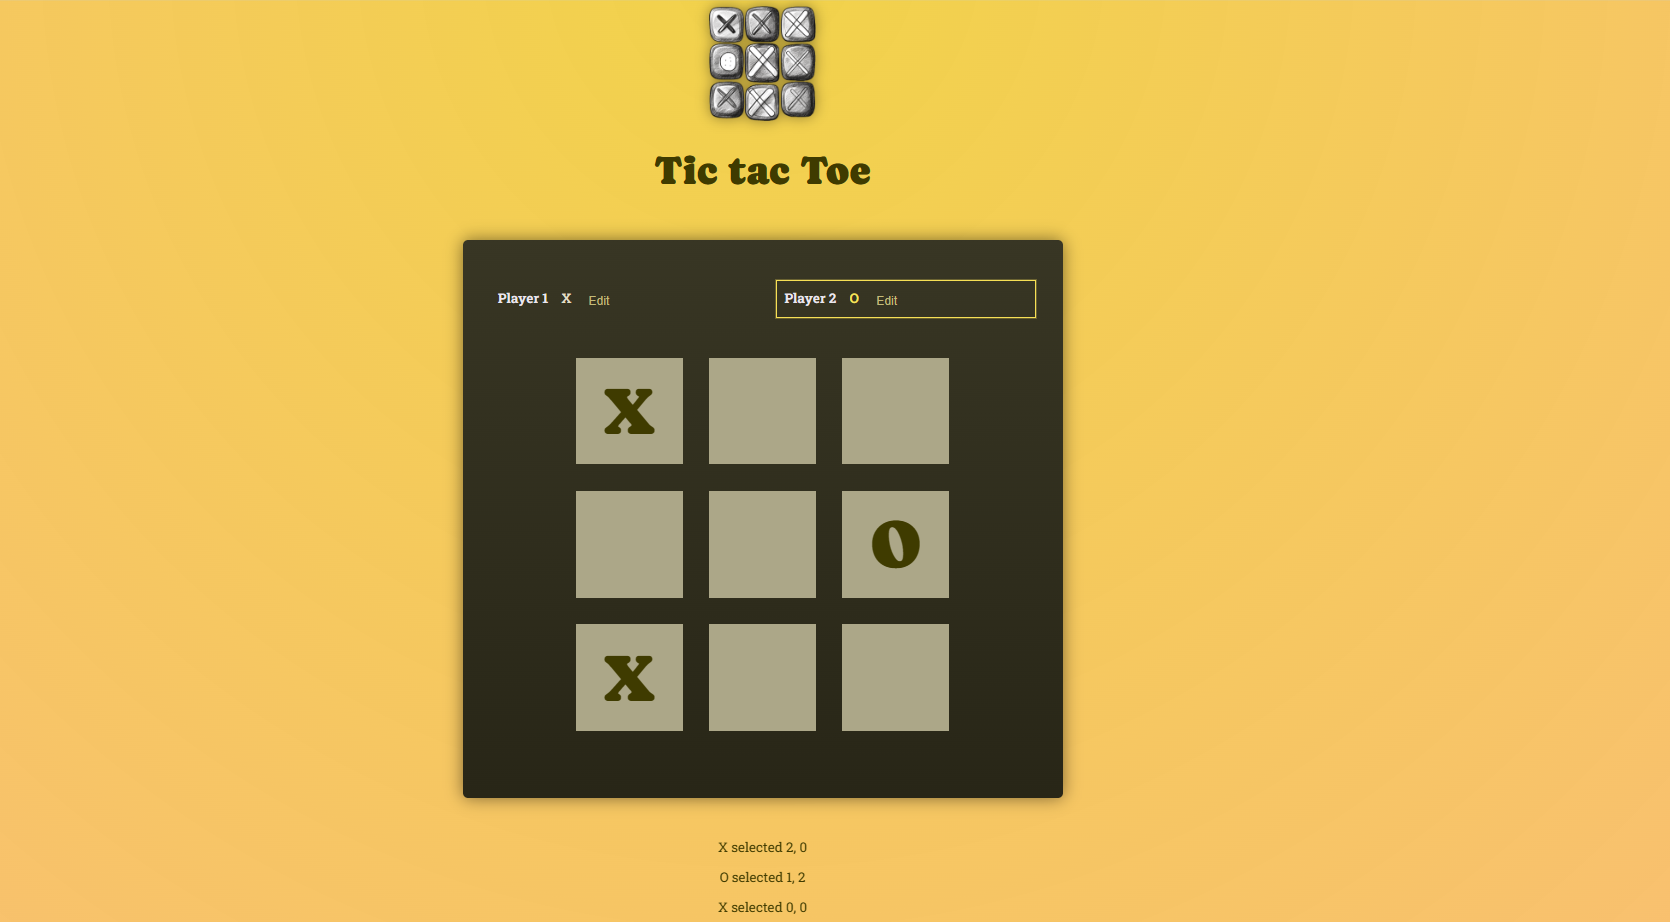 Tic tac Toe
Player 1 X Edit Player 2 O Edit
X
O
X
X selected 2, 0
O selected 1, 2
X selected 0, 0